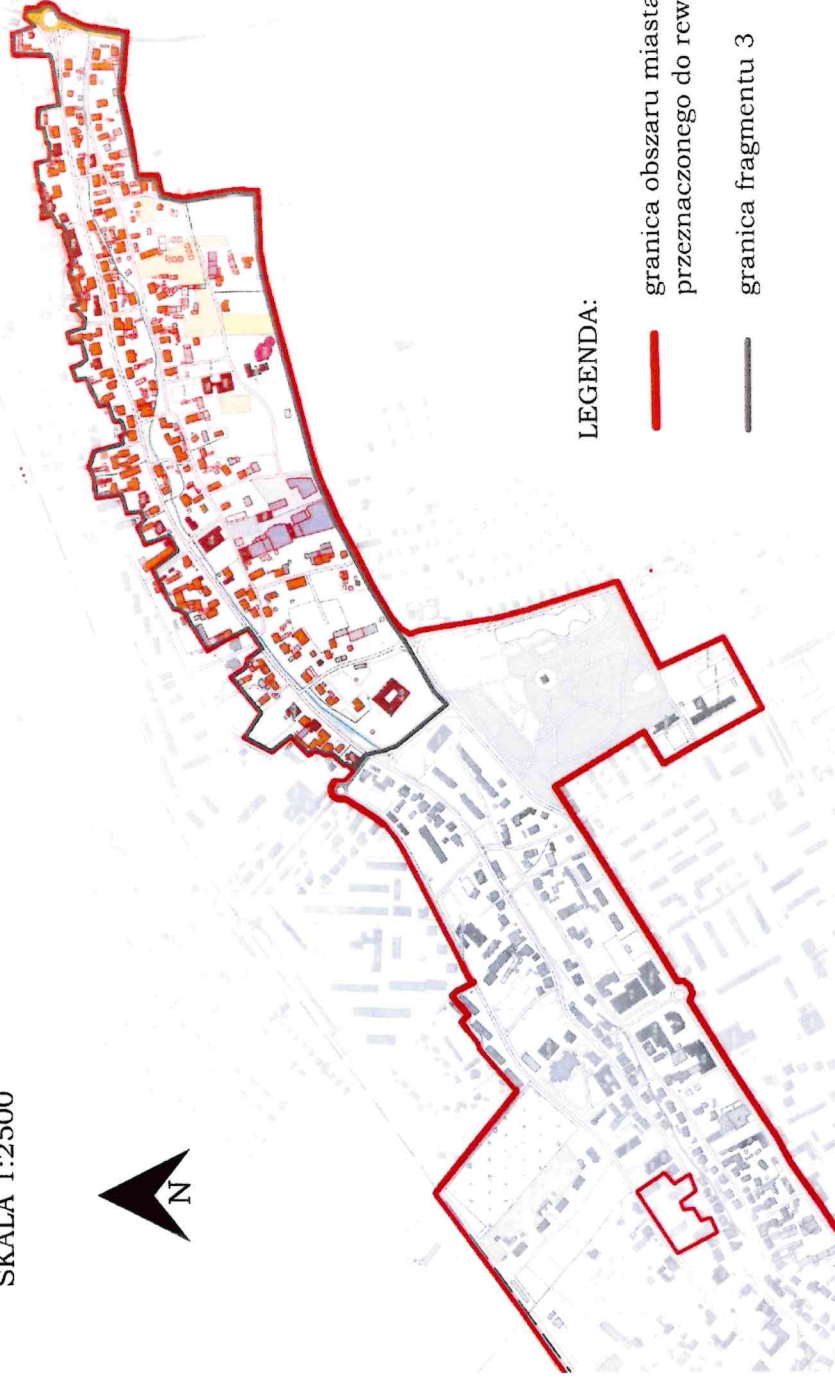 SKALA 1:2500
N
LEGENDA:
granica obszaru miasta
przeznaczonego do rew
granica fragmentu 3